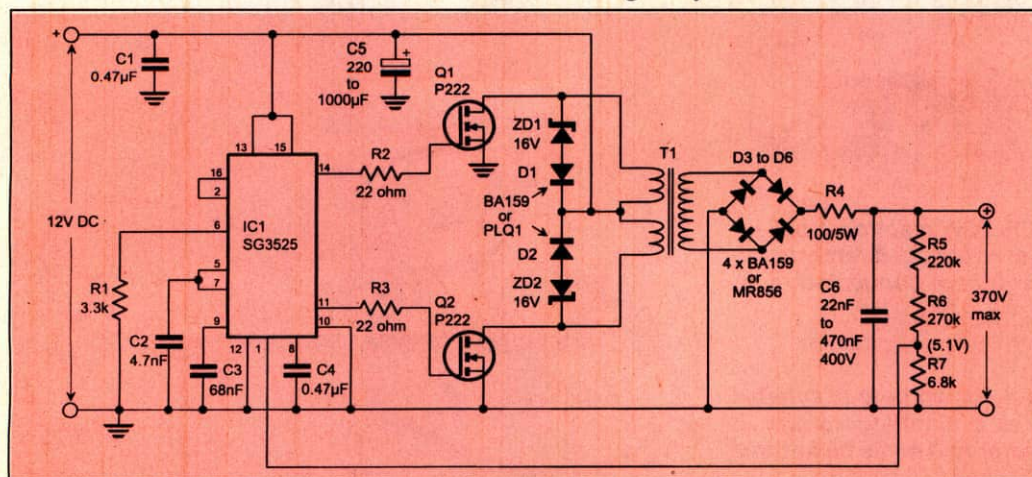 +
C1
0.47µF
C5
220
to
1000µF
+
Q1
P222
ZD1
16V
D1
T1
D3 to D6
R4
100/5W
+
13
15
16
2
14
R2
22 ohm
BA159
or
PLQ1
12V DC
6
IC1
SG3525
5
7
R1
3.3k
D2
ZD2
16V
4 x BA159
or
MR856
R5
220k
C6
22nF
to
470nF
400V
R6
270k
(5.1V)
R7
6.8k
370V
max
11
R3
22 ohm
Q2
P222
10
9
C2
4.7nF
12
1
8
C3
68nF
C4
0.47µF